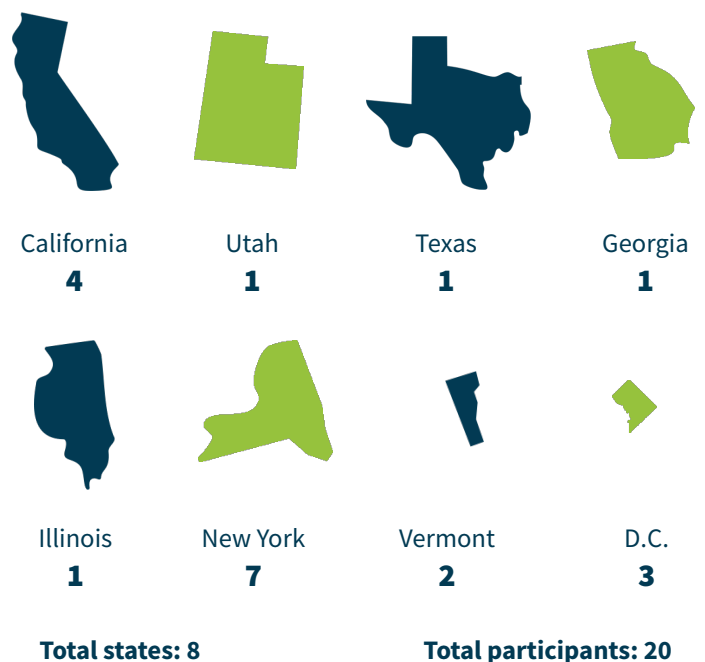 California Utah Texas Georgia
4 1 1 1
Illinois New York Vermont D.C.
1 7 2 3
Total states: 8 Total participants: 20